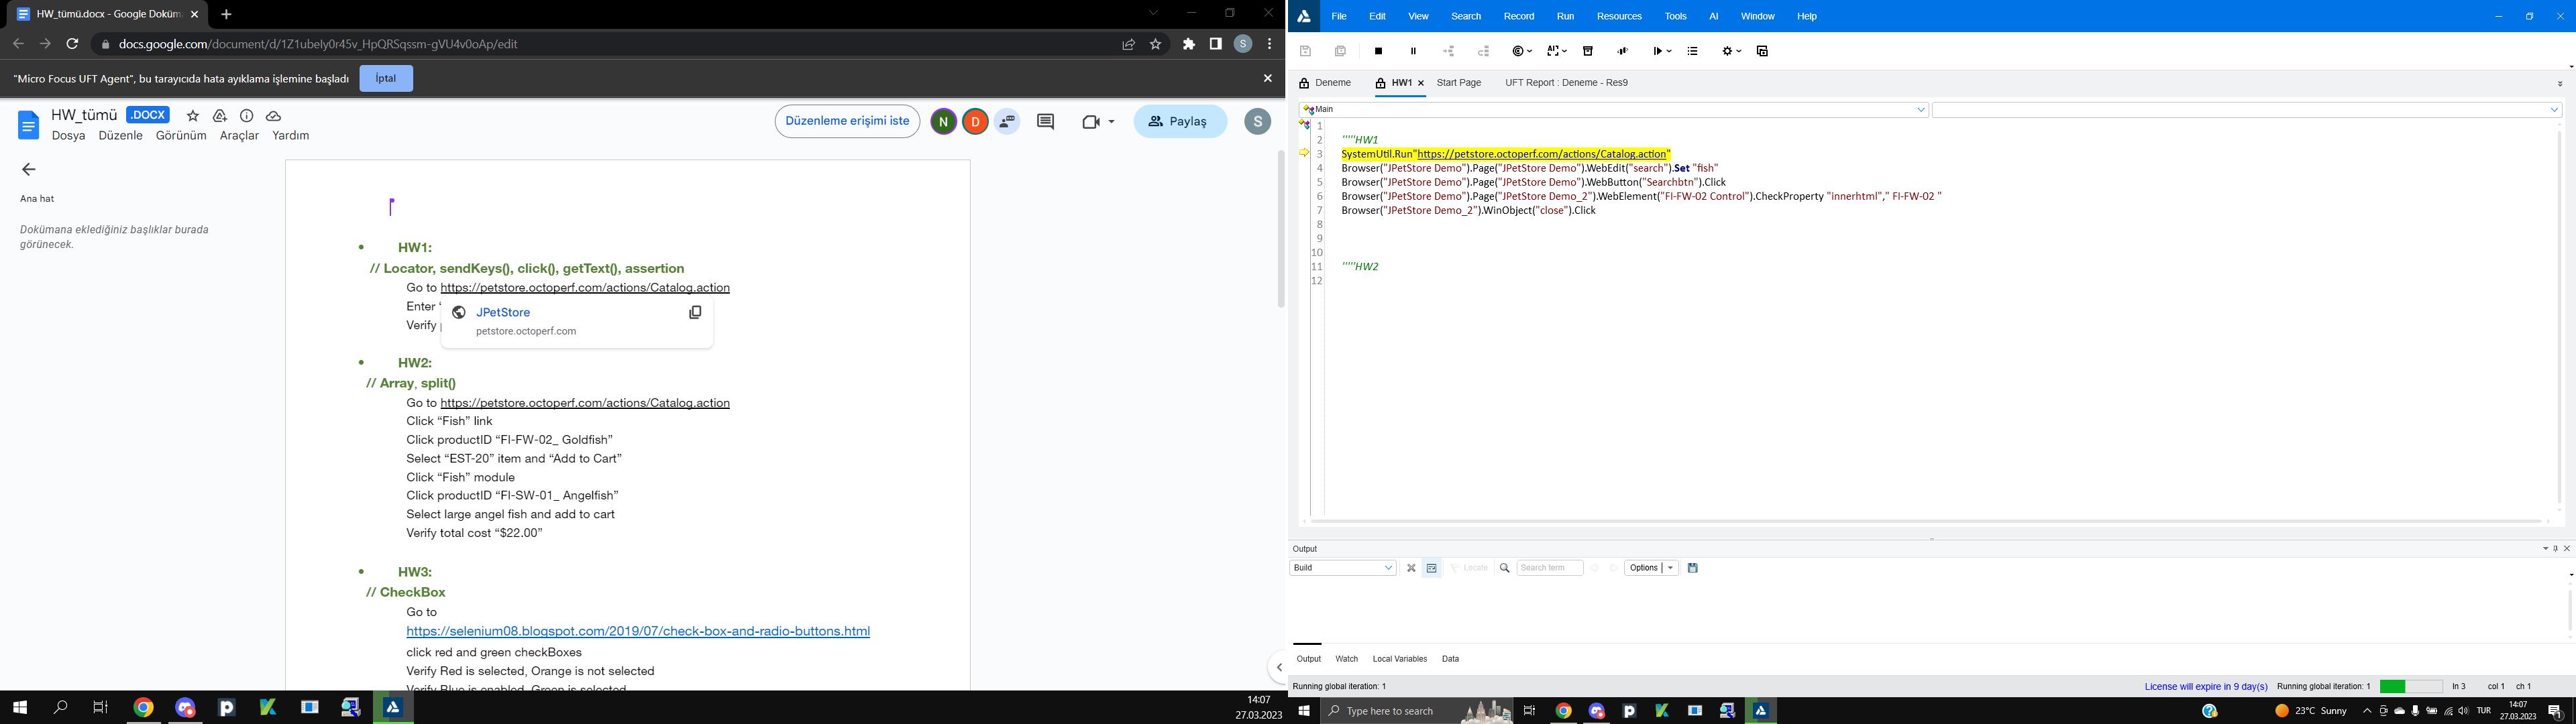 HW_tümü.docx - Google Doküm
docs.google.com/document/d/1Z1ubeIy0r45v_HpQRSqssm-gVU4v0oAp/edit
S
"Micro Focus UFT Agent", bu tarayıcıda hata ayıklama işlemine başladı
İptal
HW_tümü .DOCX
Dosya Düzenle Görünüm Araçlar Yardım
Düzenleme erişimi iste
N
D
Paylaş
S
Ana hat
Dokümana eklediğiniz başlıklar burada
görünecek.
• HW1:
// Locator, sendKeys(), click(), getText(), assertion
Go to https://petstore.octoperf.com/actions/Catalog.action
Enter “
Verify
JPetStore
petstore.octoperf.com
• HW2:
// Array, split()
Go to https://petstore.octoperf.com/actions/Catalog.action
Click “Fish” link
Click productID “FI-FW-02_ Goldfish”
Select “EST-20” item and “Add to Cart”
Click “Fish” module
Click productID “FI-SW-01_ Angelfish”
Select large angel fish and add to cart
Verify total cost “$22.00”
• HW3:
// CheckBox
Go to
https://selenium08.blogspot.com/2019/07/check-box-and-radio-buttons.html
click red and green checkBoxes
Verify Red is selected, Orange is not selected
Verify Blue is enabled, Green is selected
14:07
27.03.2023
File Edit View Search Record Run Resources Tools AI Window Help
Deneme HW1 Start Page UFT Report : Deneme - Res9
Main
1
2 '''''HW1
3 SystemUtil.Run"https://petstore.octoperf.com/actions/Catalog.action"
4 Browser("JPetStore Demo").Page("JPetStore Demo").WebEdit("search").Set "fish"
5 Browser("JPetStore Demo").Page("JPetStore Demo").WebButton("Searchbtn").Click
6 Browser("JPetStore Demo").Page("JPetStore Demo_2").WebElement("FI-FW-02 Control").CheckProperty "innerhtml"," FI-FW-02 "
7 Browser("JPetStore Demo_2").WinObject("close").Click
8
9
10
11 '''''HW2
12
Output
Build
Locate
Search term
Options
Output Watch Local Variables Data
Running global iteration: 1
License will expire in 9 day(s) Running global iteration: 1 ln 3 col 1 ch 1
Type here to search
23°C Sunny
TUR
14:07
27.03.2023